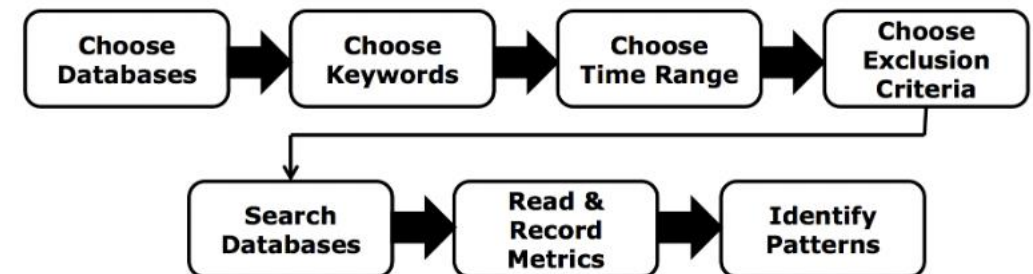 Choose
Databases
Choose
Keywords
Choose
Time Range
Choose
Exclusion
Criteria
Search
Databases
Read &
Record
Metrics
Identify
Patterns